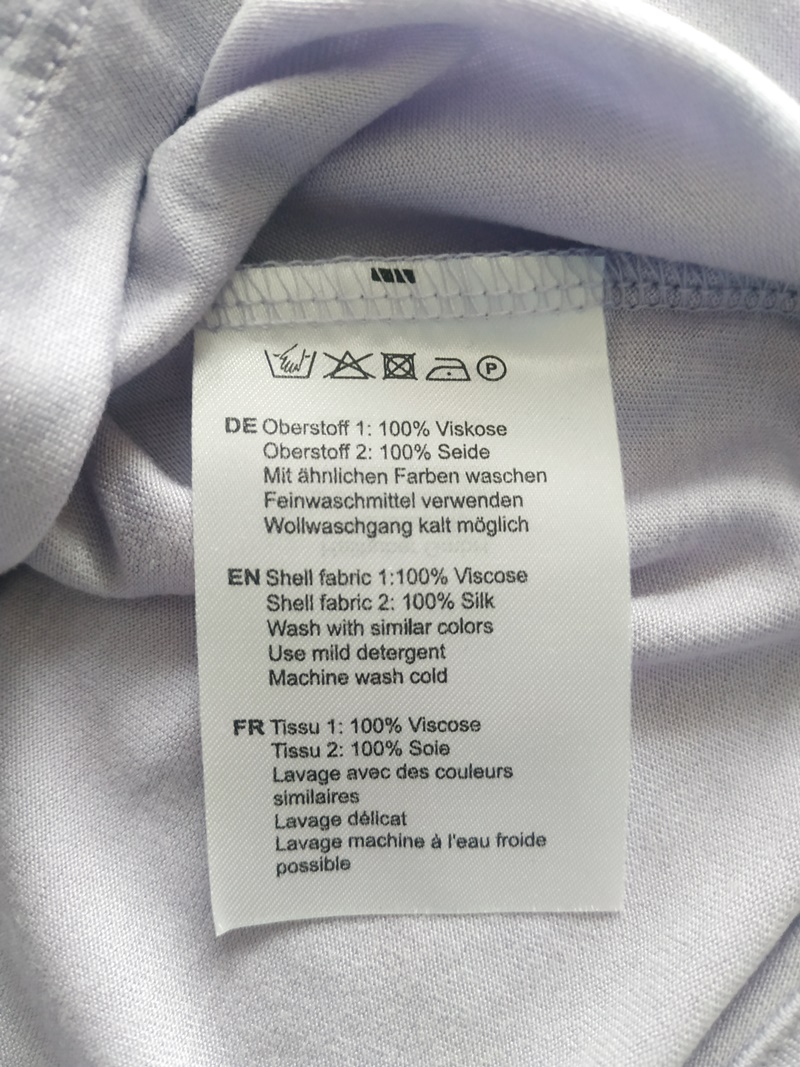 P
DE Oberstoff 1: 100% Viskose
Oberstoff 2: 100% Seide
Mit ähnlichen Farben waschen
Feinwaschmittel verwenden
Wollwaschgang kalt möglich
EN Shell fabric 1:100% Viscose
Shell fabric 2: 100% Silk
Wash with similar colors
Use mild detergent
Machine wash cold
FR Tissu 1: 100% Viscose
Tissu 2: 100% Soie
Lavage avec des couleurs
similaires
Lavage délicat
Lavage machine à l'eau froide
possible